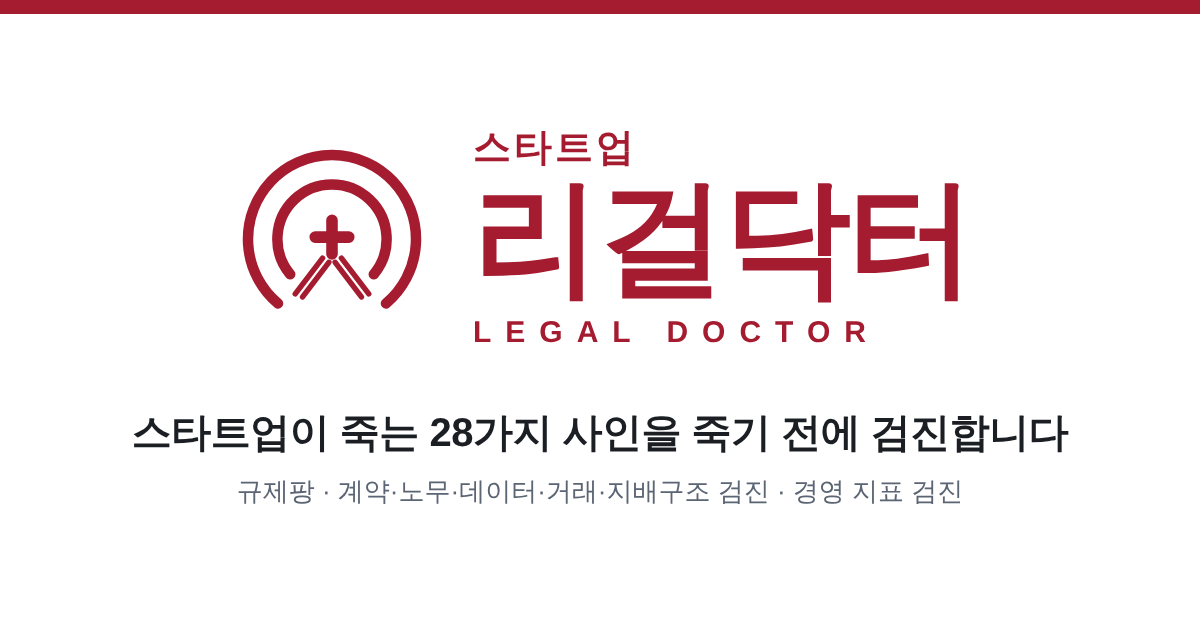 스타트업
리걸닥터
LEGAL DOCTOR
스타트업이 죽는 28가지 사인을 죽기 전에 검진합니다
규제팡 · 계약·노무·데이터·거래·지배구조 검진 · 경영 지표 검진